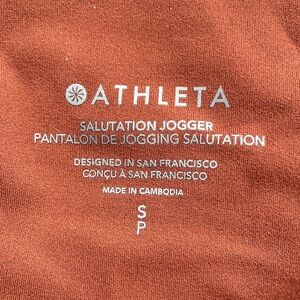 ATHLETA
SALUTATION JOGGER
PANTALON DE JOGGING SALUTATION
DESIGNED IN SAN FRANCISCO
CONÇU À SAN FRANCISCO
MADE IN CAMBODIA
S
P